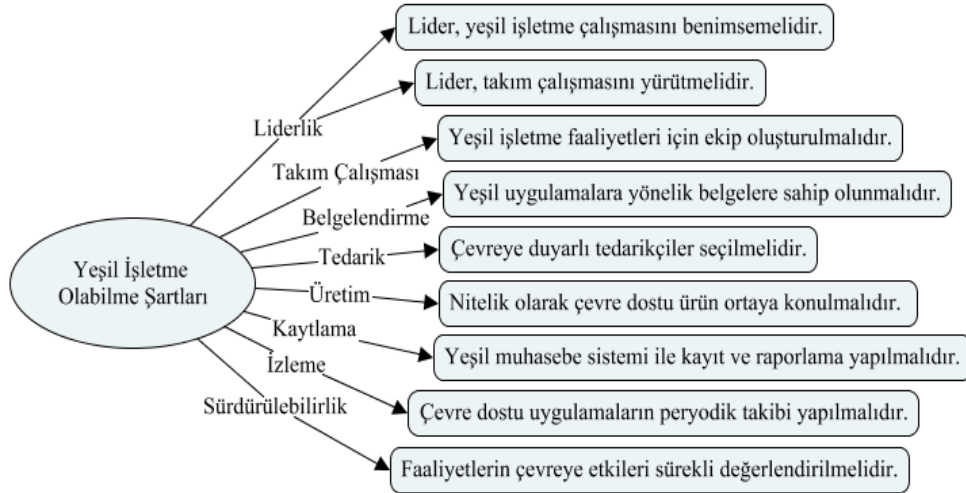 Lider, yeşil işletme çalışmasını benimsemelidir.
Lider, takım çalışmasını yürütmelidir.
Liderlik
Yeşil işletme faaliyetleri için ekip oluşturulmalıdır.
Takım Çalışması
Yeşil uygulamalara yönelik belgelere sahip olunmalıdır.
Belgelendirme
Çevreye duyarlı tedarikçiler seçilmelidir.
Tedarik
Yeşil İşletme
Olabilme Şartları
Üretim
Nitelik olarak çevre dostu ürün ortaya konulmalıdır.
Kaytlama
Yeşil muhasebe sistemi ile kayıt ve raporlama yapılmalıdır.
İzleme
Çevre dostu uygulamaların peryodik takibi yapılmalıdır.
Sürdürülebilirlik
Faaliyetlerin çevreye etkileri sürekli değerlendirilmelidir.